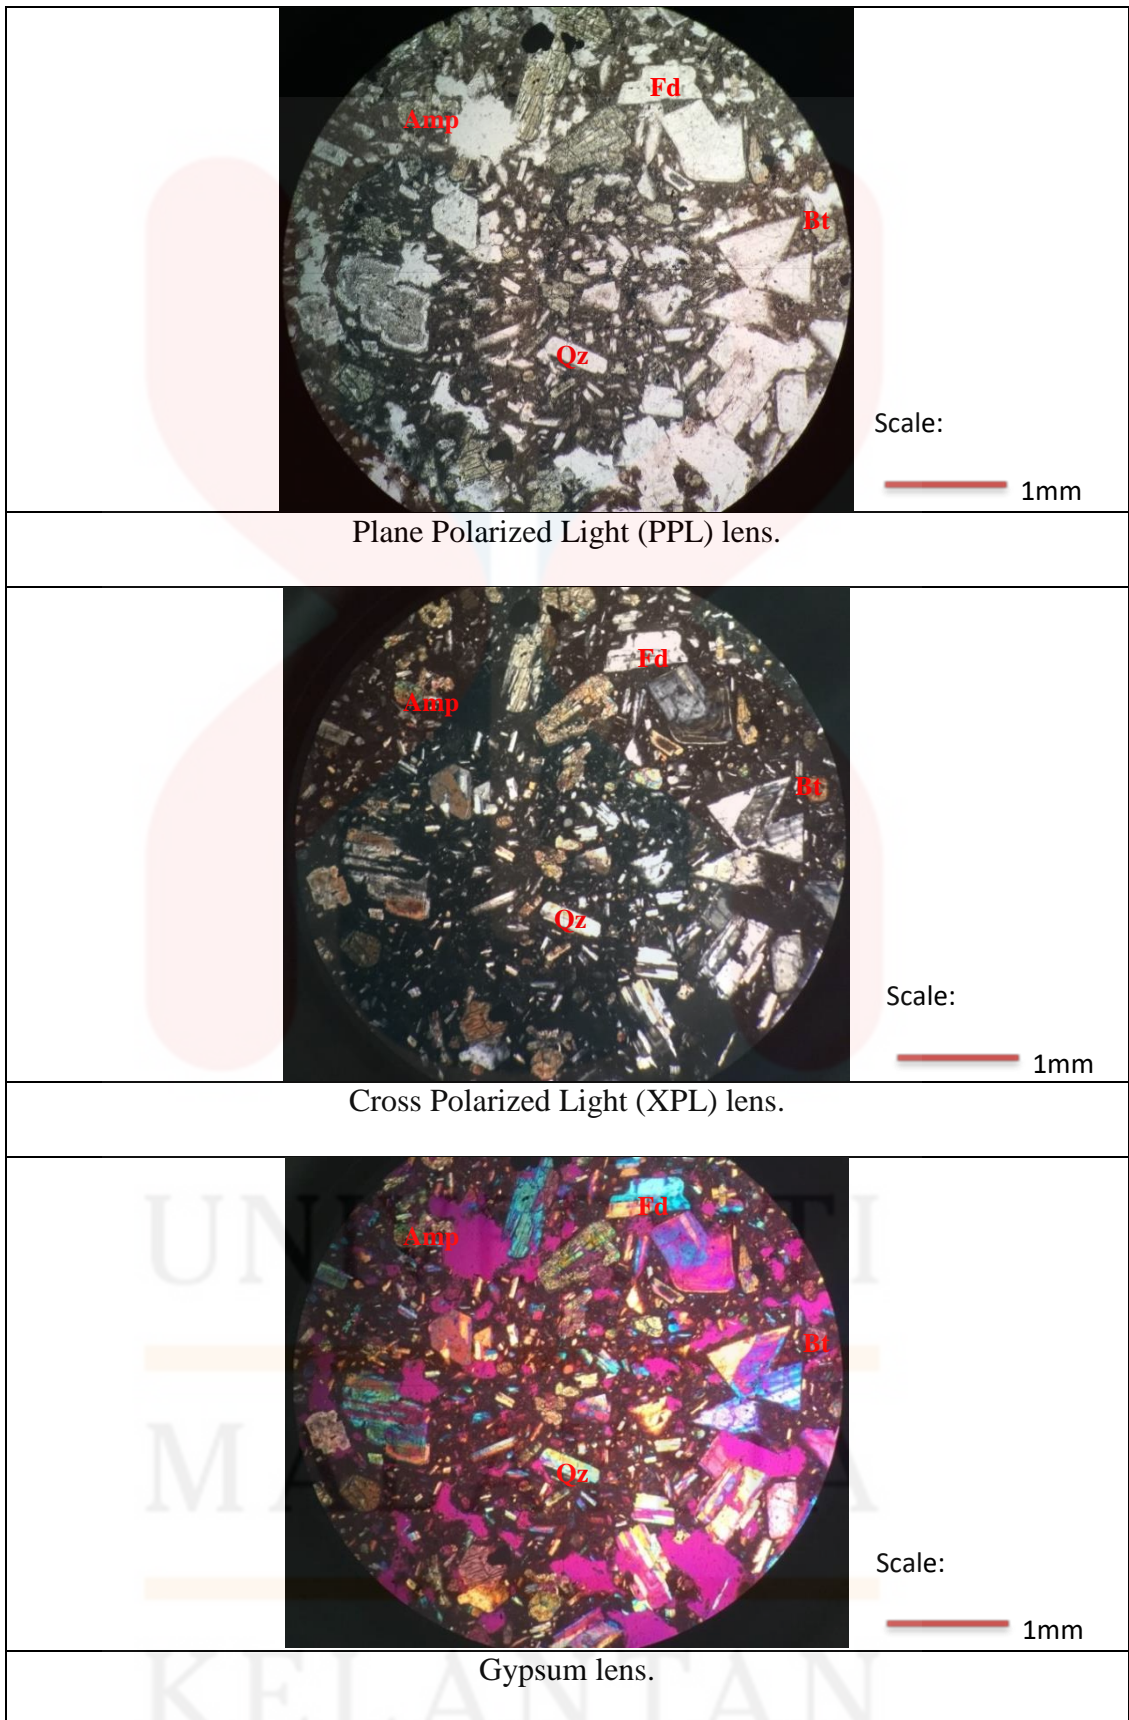 Fd
Amp
Bt
Qz
Scale:
1mm
Plane Polarized Light (PPL) lens.
Fd
Amp
Bt
Qz
Scale:
1mm
Cross Polarized Light (XPL) lens.
Fd
Amp
Bt
Qz
Scale:
1mm
Gypsum lens.
KELANTAN